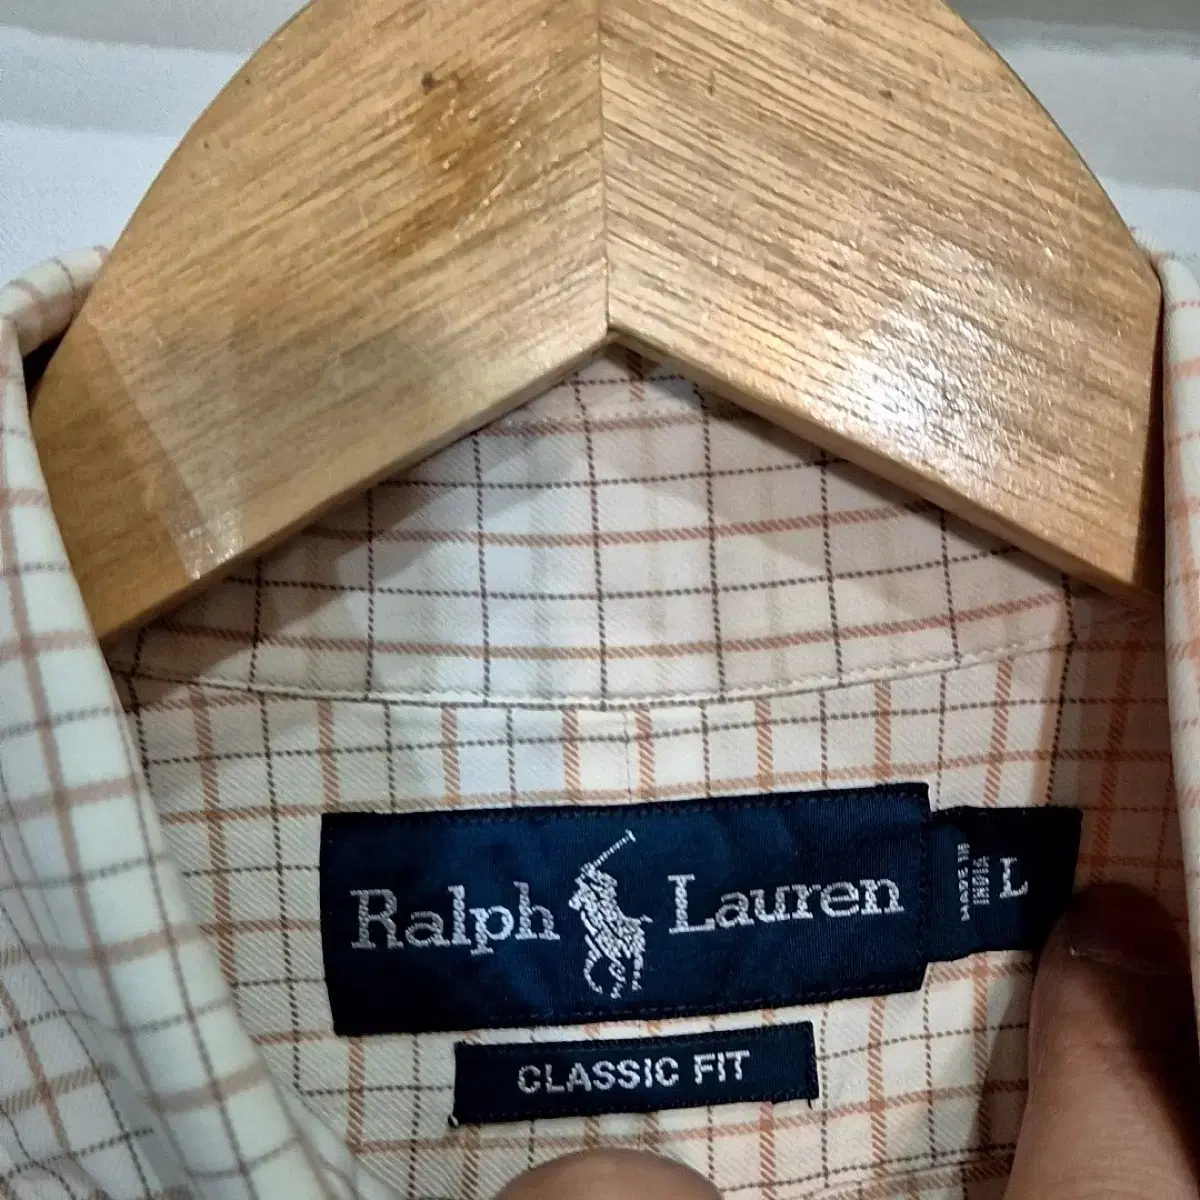 Ralph Lauren
MADE IN
INDIA
L
CLASSIC FIT